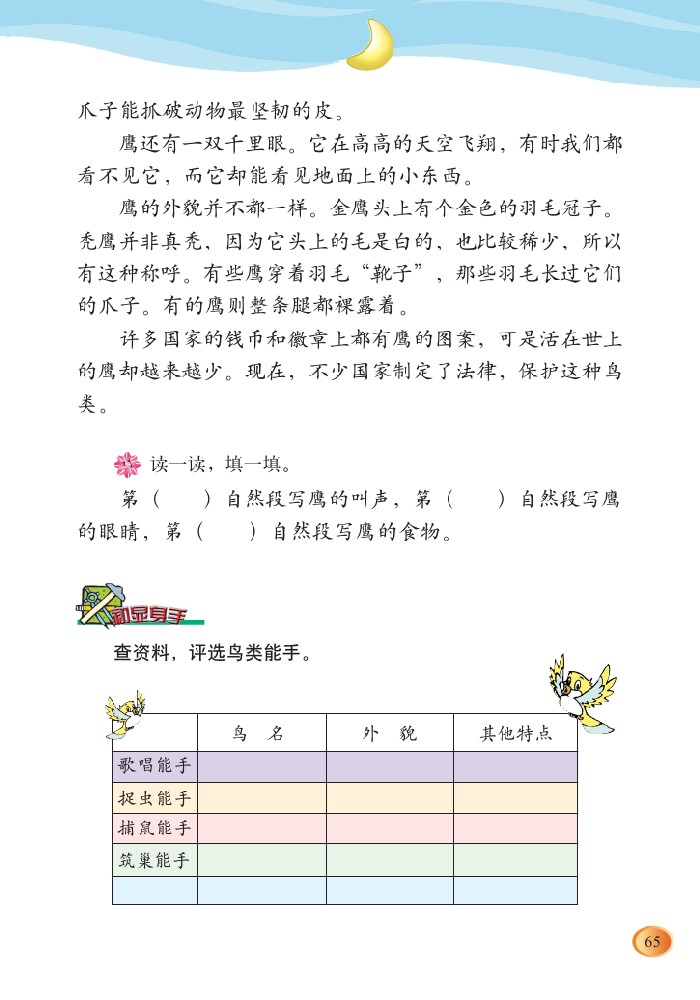 爪子能抓破动物最坚韧的皮。
鹰还有一双千里眼。它在高高的天空飞翔，有时我们都
看不见它，而它却能看见地面上的小东西。
鹰的外貌并不都一样。金鹰头上有个金色的羽毛冠子。
秃鹰并非真秃，因为它头上的毛是白的，也比较稀少，所以
有这种称呼。有些鹰穿着羽毛“靴子”，那些羽毛长过它们
的爪子。有的鹰则整条腿都裸露着。
许多国家的钱币和徽章上都有鹰的图案，可是活在世上
的鹰却越来越少。现在，不少国家制定了法律，保护这种鸟
类。
读一读，填一填。
第（　　）自然段写鹰的叫声，第（　　）自然段写鹰
的眼睛，第（　　）自然段写鹰的食物。
初显身手
查资料，评选鸟类能手。
鸟　名　外　貌　其他特点
歌唱能手
捉虫能手
捕鼠能手
筑巢能手
65